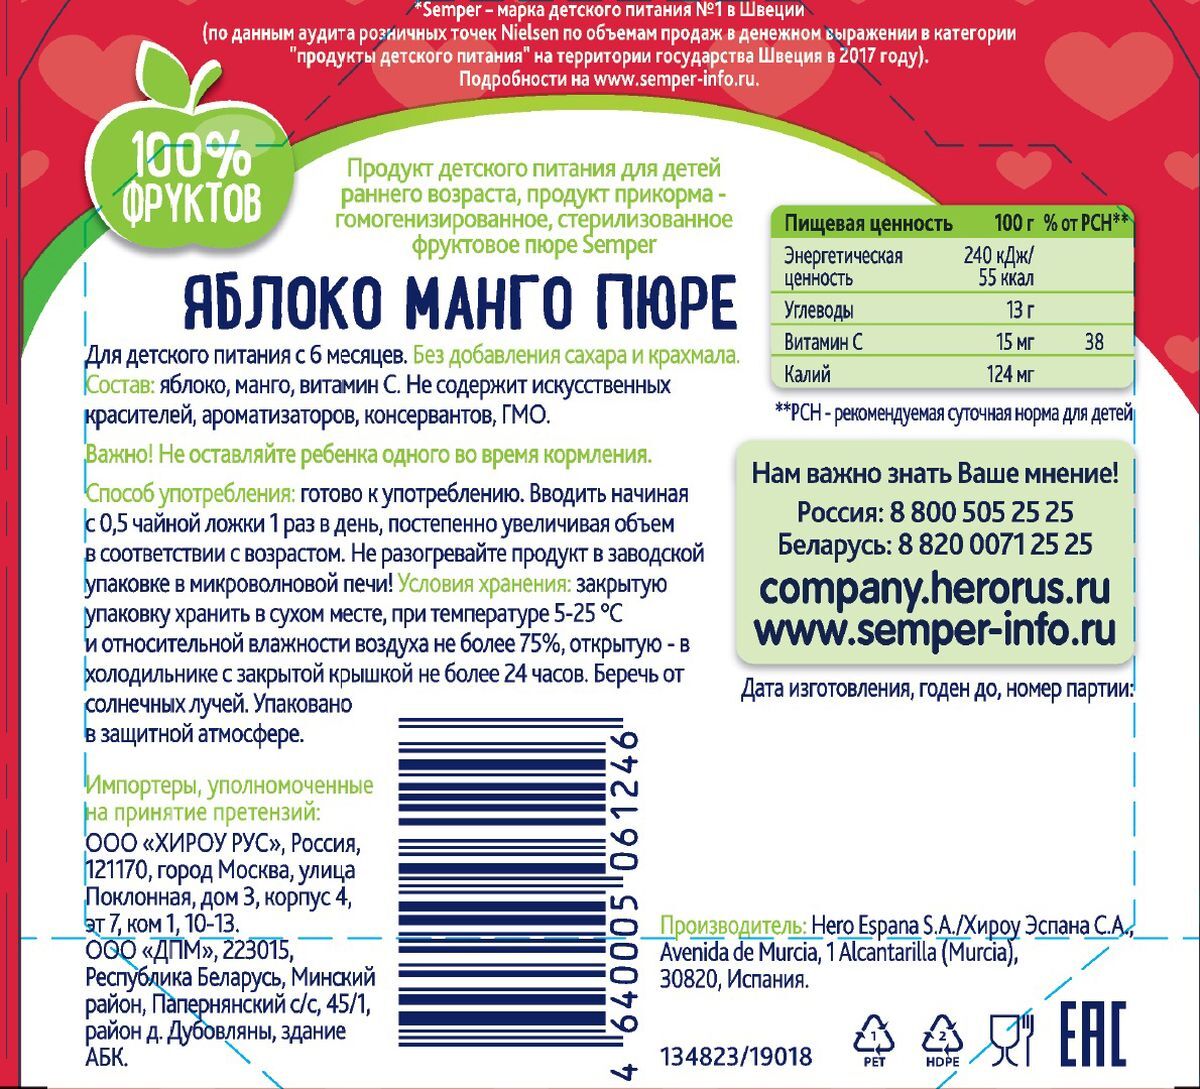 *Semper – марка детского питания №1 в Швеции
(по данным аудита розничных точек Nielsen по объемам продаж в денежном выражении в категории
"продукты детского питания" на территории государства Швеция в 2017 году).
Подробности на www.semper-info.ru.
100%
ФРУКТОВ
Продукт детского питания для детей
раннего возраста, продукт прикорма -
гомогенизированное, стерилизованное
фруктовое пюре Semper
ЯБЛОКО МАНГО ПЮРЕ
Для детского питания с 6 месяцев. Без добавления сахара и крахмала.
Состав: яблоко, манго, витамин С. Не содержит искусственных
красителей, ароматизаторов, консервантов, ГМО.
Важно! Не оставляйте ребенка одного во время кормления.
Способ употребления: готово к употреблению. Вводить начиная
с 0,5 чайной ложки 1 раз в день, постепенно увеличивая объем
в соответствии с возрастом. Не разогревайте продукт в заводской
упаковке в микроволновой печи! Условия хранения: закрытую
упаковку хранить в сухом месте, при температуре 5-25 °С
и относительной влажности воздуха не более 75%, открытую - в
холодильнике с закрытой крышкой не более 24 часов. Беречь от
солнечных лучей. Упаковано
в защитной атмосфере.
Импортеры, уполномоченные
на принятие претензий:
ООО «ХИРОУ РУС», Россия,
121170, город Москва, улица
Поклонная, дом 3, корпус 4,
эт 7, ком 1, 10-13.
ООО «ДПМ», 223015,
Республика Беларусь, Минский
район, Папернянский с/с, 45/1,
район д. Дубовляны, здание
АБК.
4 640005 061246
Пищевая ценность 100 г % от РСН**
Энергетическая 240 кДж/
ценность 55 ккал
Углеводы 13 г
Витамин С 15 мг 38
Калий 124 мг
**РСН - рекомендуемая суточная норма для детей
Нам важно знать Ваше мнение!
Россия: 8 800 505 25 25
Беларусь: 8 820 0071 25 25
company.herorus.ru
www.semper-info.ru
Дата изготовления, годен до, номер партии:
Производитель: Hero Espana S.A./Хироу Эспана С.А.,
Avenida de Murcia, 1 Alcantarilla (Murcia),
30820, Испания.
134823/19018
1
PET
2
HDPE
EAC